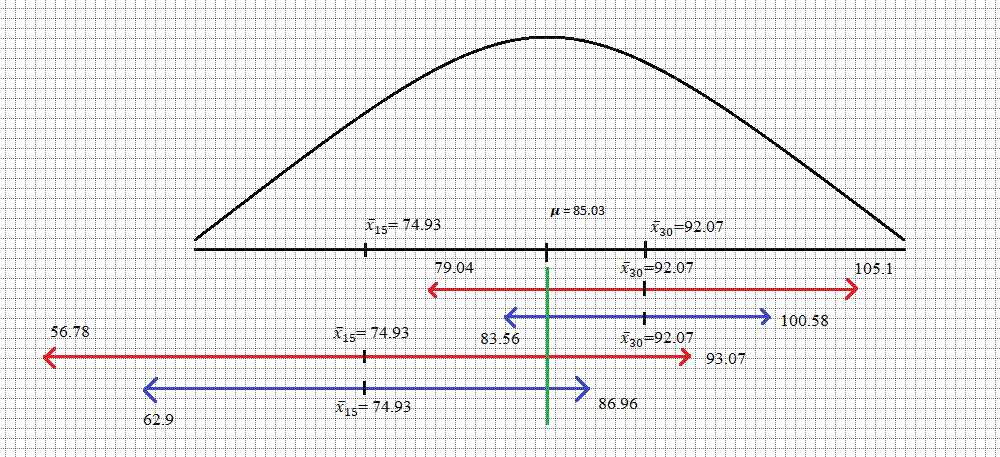 μ = 85.03
x̄₁₅= 74.93
x̄₃₀=92.07
79.04
x̄₃₀=92.07
105.1
83.56
x̄₃₀=92.07
100.58
56.78
x̄₁₅= 74.93
93.07
62.9
x̄₁₅= 74.93
86.96